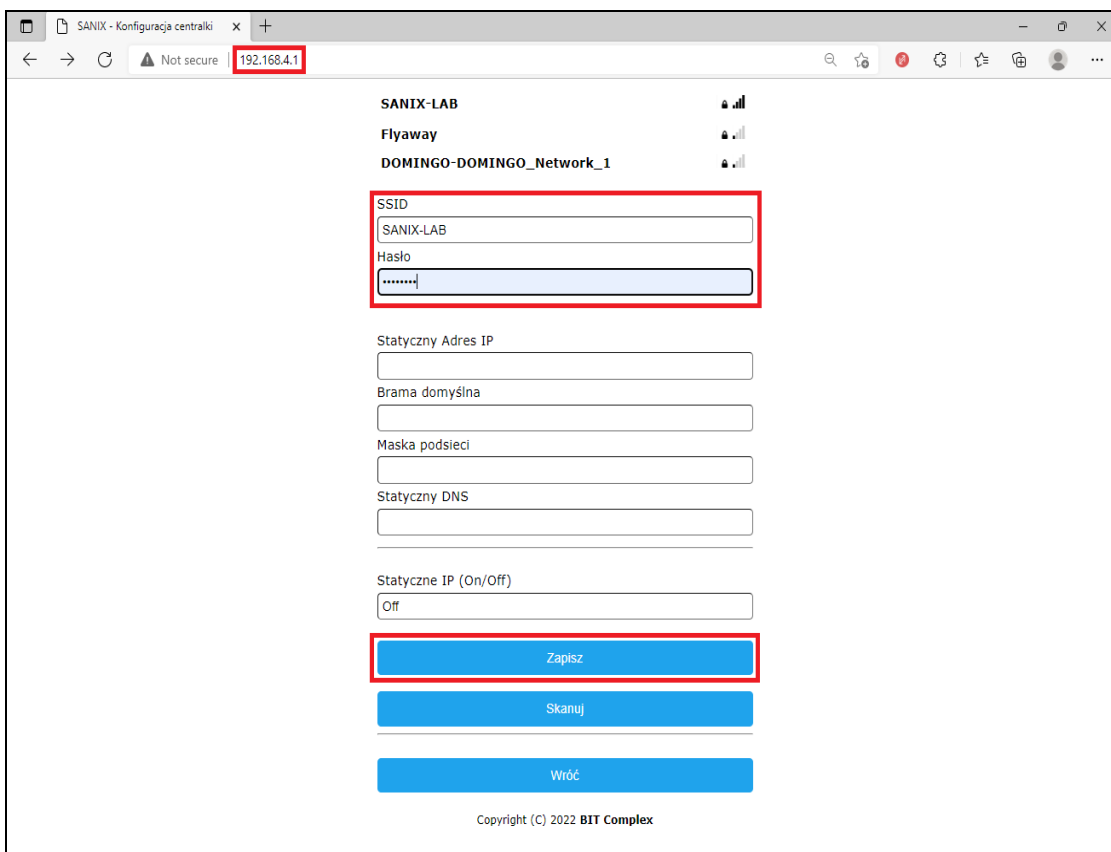 SANIX - Konfiguracja centralki
Not secure 192.168.4.1
SANIX-LAB
Flyaway
DOMINGO-DOMINGO_Network_1
SSID
SANIX-LAB
Hasło
••••••••
Statyczny Adres IP
Brama domyślna
Maska podsieci
Statyczny DNS
Statyczne IP (On/Off)
Off
Zapisz
Skanuj
Wróć
Copyright (C) 2022 BIT Complex